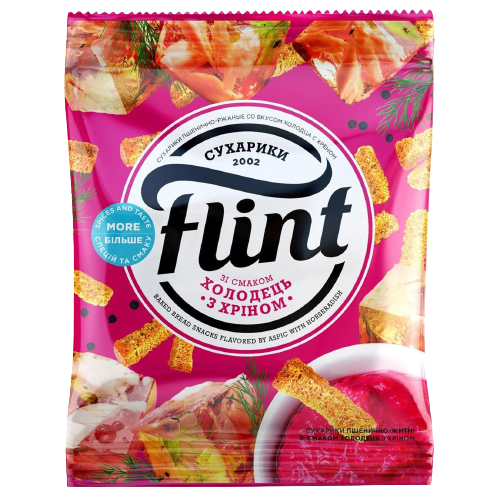 СУХАРИКИ ПШЕНИЧНО-РЖАНЫЕ СО ВКУСОМ ХОЛОДЦА С ХРЕНОМ
СУХАРИКИ
2002
flint
SPICES AND TASTE
MORE
БІЛЬШЕ
СПЕЦІЙ ТА СМАКУ
ЗІ СМАКОМ
ХОЛОДЕЦЬ
З ХРІНОМ
BAKED BREAD SNACKS FLAVORED BY ASPIC WITH HORSERADISH
СУХАРИКИ ПШЕНИЧНО-ЖИТНІ
ЗІ СМАКОМ ХОЛОДЕЦЬ З ХРІНОМ